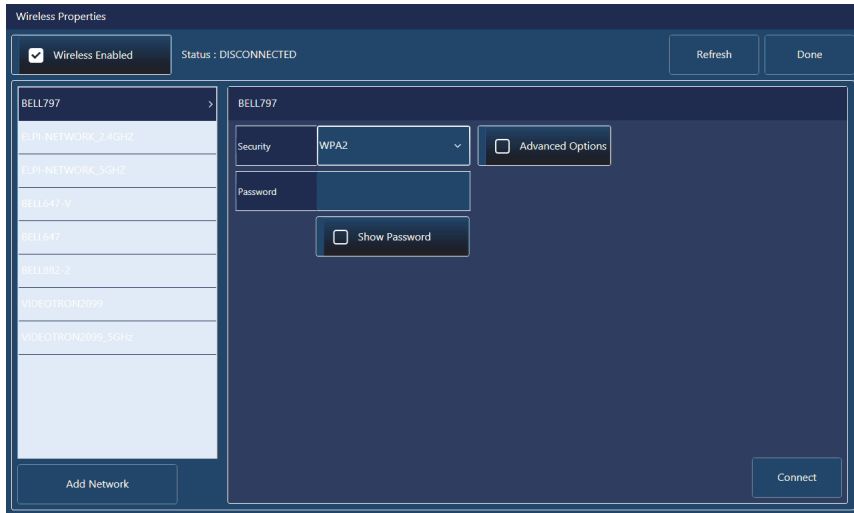 Wireless Properties
Wireless Enabled
Status : DISCONNECTED
Refresh
Done
BELL797
ELPI-NETWORK_2.4GHZ
ELPI-NETWORK_5GHZ
BELL647-V
BELL647
BELL882-2
VIDEOTRON2099
VIDEOTRON2099_5GHz
Add Network
BELL797
Security
WPA2
Advanced Options
Password
Show Password
Connect